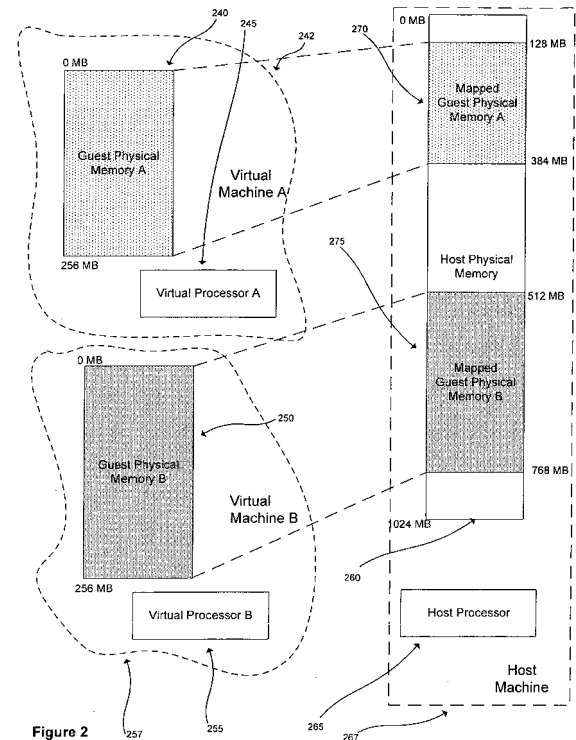 240
245
242
270
0 MB
128 MB
0 MB
Mapped
Guest Physical
Memory A
Guest Physical
Memory A
Virtual
Machine A
384 MB
275
Host Physical
Memory
256 MB
Virtual Processor A
512 MB
0 MB
Mapped
Guest Physical
Memory B
250
Guest Physical
Memory B
768 MB
Virtual
Machine B
1024 MB
256 MB
260
Virtual Processor B
Host Processor
Host
Machine
Figure 2
257
255
265
267